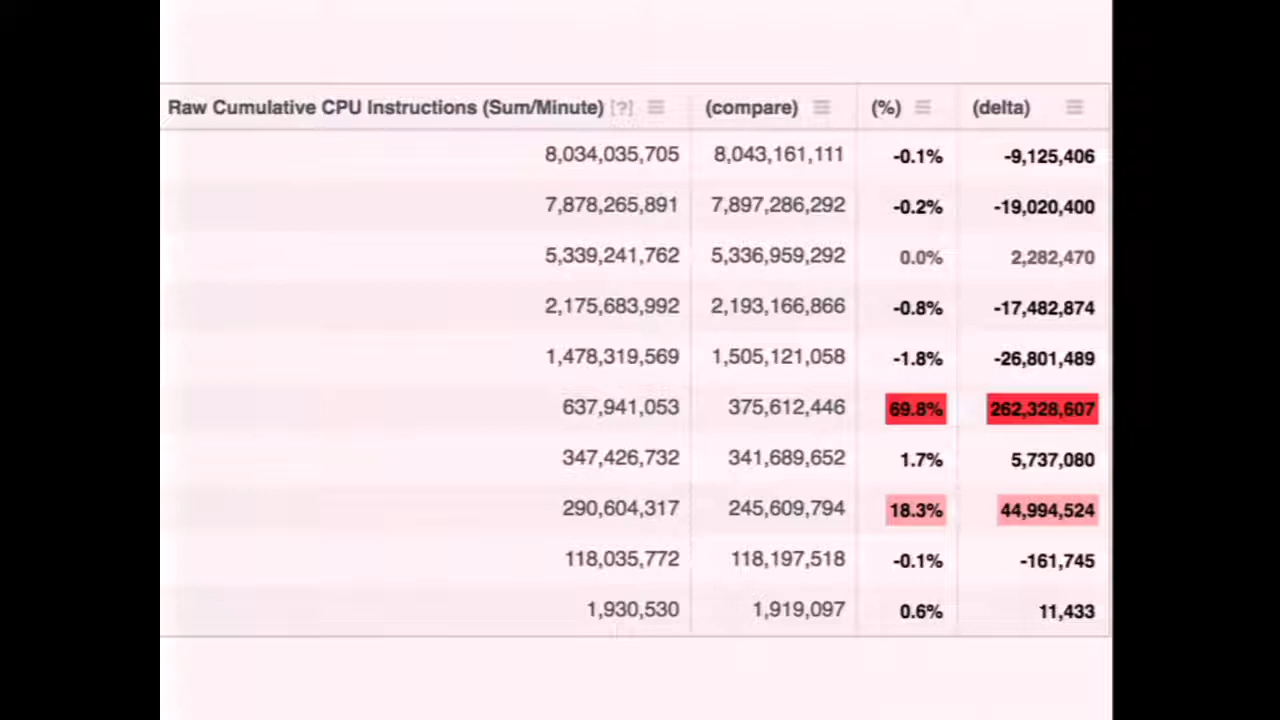 Raw Cumulative CPU Instructions (Sum/Minute) [?] (compare) (%) (delta)
8,034,035,705 8,043,161,111 -0.1% -9,125,406
7,878,265,891 7,897,286,292 -0.2% -19,020,400
5,339,241,762 5,336,959,292 0.0% 2,282,470
2,175,683,992 2,193,166,866 -0.8% -17,482,874
1,478,319,569 1,505,121,058 -1.8% -26,801,489
637,941,053 375,612,446 69.8% 262,328,607
347,426,732 341,689,652 1.7% 5,737,080
290,604,317 245,609,794 18.3% 44,994,524
118,035,772 118,197,518 -0.1% -161,745
1,930,530 1,919,097 0.6% 11,433